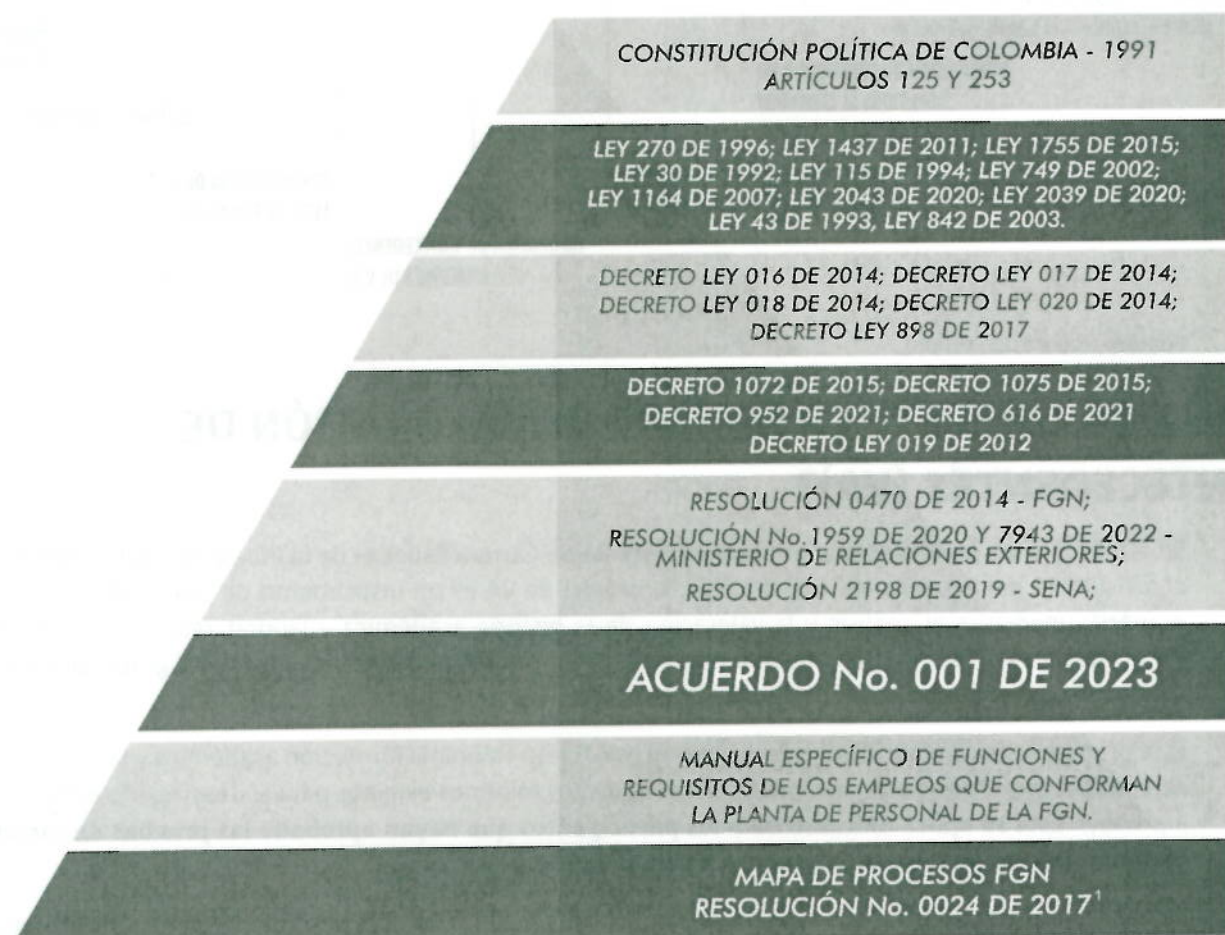 CONSTITUCIÓN POLÍTICA DE COLOMBIA - 1991
ARTÍCULOS 125 Y 253
LEY 270 DE 1996; LEY 1437 DE 2011; LEY 1755 DE 2015;
LEY 30 DE 1992; LEY 115 DE 1994; LEY 749 DE 2002;
LEY 1164 DE 2007; LEY 2043 DE 2020; LEY 2039 DE 2020;
LEY 43 DE 1993, LEY 842 DE 2003.
DECRETO LEY 016 DE 2014; DECRETO LEY 017 DE 2014;
DECRETO LEY 018 DE 2014; DECRETO LEY 020 DE 2014;
DECRETO LEY 898 DE 2017
DECRETO 1072 DE 2015; DECRETO 1075 DE 2015;
DECRETO 952 DE 2021; DECRETO 616 DE 2021
DECRETO LEY 019 DE 2012
RESOLUCIÓN 0470 DE 2014 - FGN;
RESOLUCIÓN No. 1959 DE 2020 Y 7943 DE 2022 -
MINISTERIO DE RELACIONES EXTERIORES;
RESOLUCIÓN 2198 DE 2019 - SENA;
ACUERDO No. 001 DE 2023
MANUAL ESPECÍFICO DE FUNCIONES Y
REQUISITOS DE LOS EMPLEOS QUE CONFORMAN
LA PLANTA DE PERSONAL DE LA FGN.
MAPA DE PROCESOS FGN
RESOLUCIÓN No. 0024 DE 2017¹